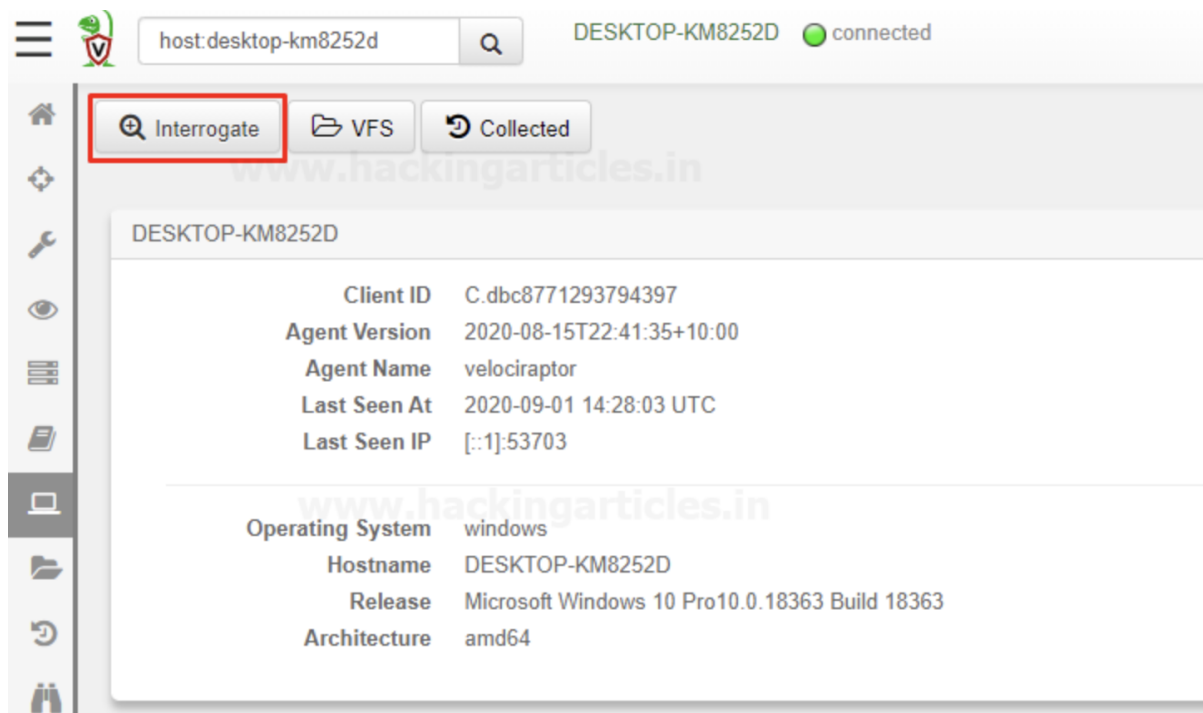 host:desktop-km8252d DESKTOP-KM8252D connected
Interrogate VFS Collected
www.hackingarticles.in
DESKTOP-KM8252D
Client ID C.dbc8771293794397
Agent Version 2020-08-15T22:41:35+10:00
Agent Name velociraptor
Last Seen At 2020-09-01 14:28:03 UTC
Last Seen IP [::1]:53703
www.hackingarticles.in
Operating System windows
Hostname DESKTOP-KM8252D
Release Microsoft Windows 10 Pro10.0.18363 Build 18363
Architecture amd64